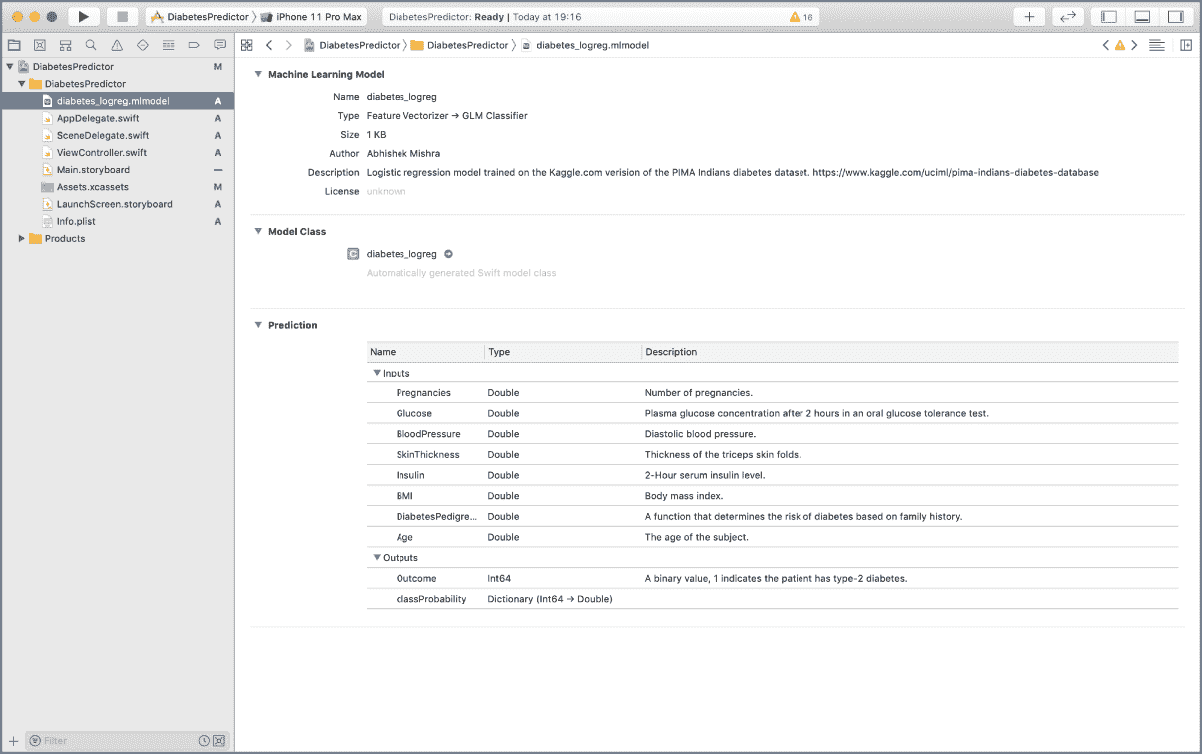 DiabetesPredictor 〉 iPhone 11 Pro Max
DiabetesPredictor: Ready | Today at 19:16
16
DiabetesPredictor 〉 DiabetesPredictor 〉 diabetes_logreg.mlmodel
DiabetesPredictor M
DiabetesPredictor
diabetes_logreg.mlmodel A
AppDelegate.swift A
SceneDelegate.swift A
ViewController.swift A
Main.storyboard —
Assets.xcassets M
LaunchScreen.storyboard A
Info.plist A
Products
Filter
Machine Learning Model
Name diabetes_logreg
Type Feature Vectorizer → GLM Classifier
Size 1 KB
Author Abhishek Mishra
Description Logistic regression model trained on the Kaggle.com verision of the PIMA Indians diabetes dataset. https://www.kaggle.com/uciml/pima-indians-diabetes-database
License unknown
Model Class
C diabetes_logreg
Automatically generated Swift model class
Prediction
Name Type Description
Inputs
Pregnancies Double Number of pregnancies.
Glucose Double Plasma glucose concentration after 2 hours in an oral glucose tolerance test.
BloodPressure Double Diastolic blood pressure.
SkinThickness Double Thickness of the triceps skin folds.
Insulin Double 2-Hour serum insulin level.
BMI Double Body mass index.
DiabetesPedigre... Double A function that determines the risk of diabetes based on family history.
Age Double The age of the subject.
Outputs
Outcome Int64 A binary value, 1 indicates the patient has type-2 diabetes.
classProbability Dictionary (Int64 → Double)